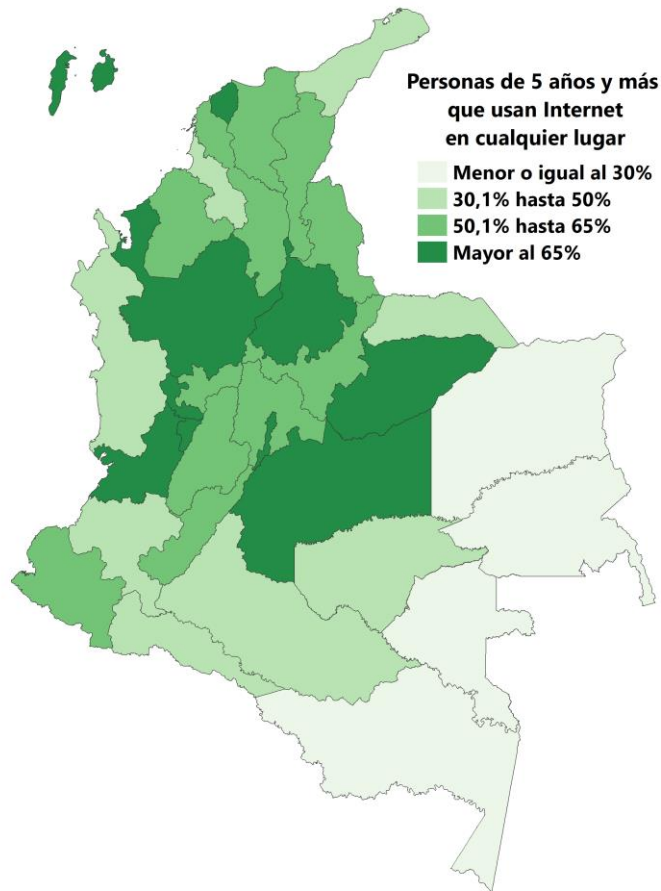 Personas de 5 años y más
que usan Internet
en cualquier lugar
Menor o igual al 30%
30,1% hasta 50%
50,1% hasta 65%
Mayor al 65%